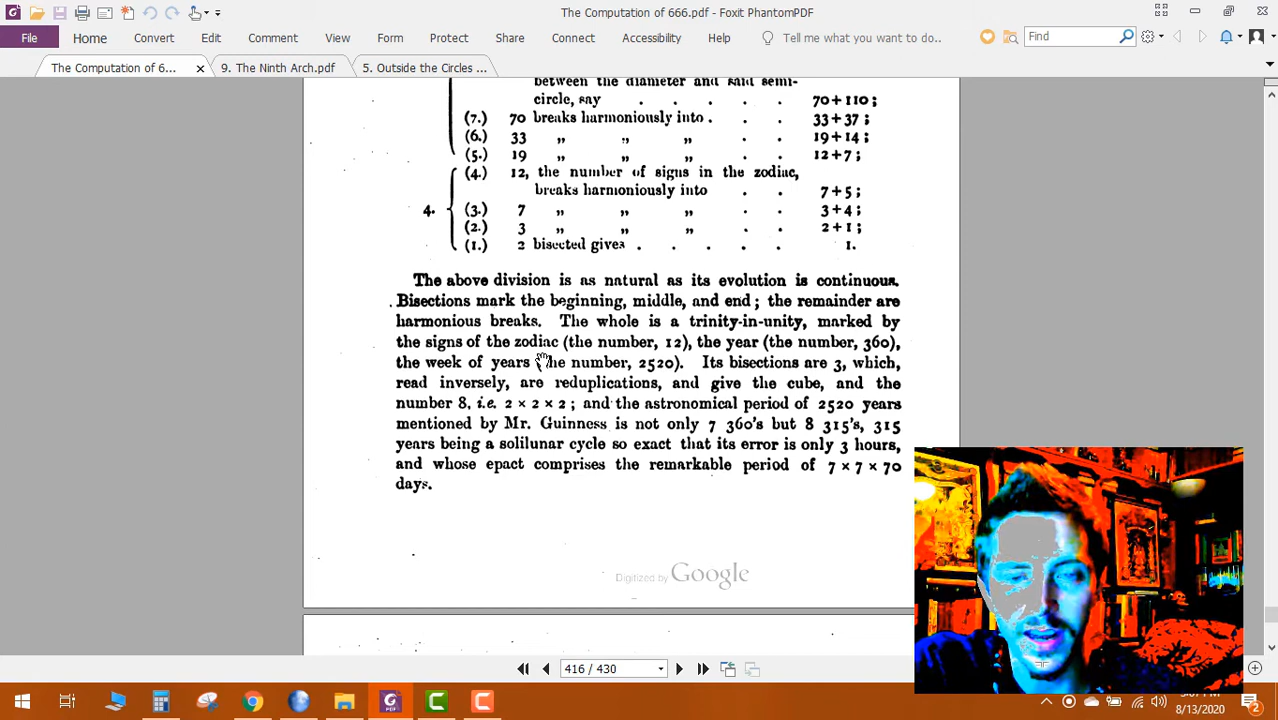 The Computation of 666.pdf - Foxit PhantomPDF
File Home Convert Edit Comment View Form Protect Share Connect Accessibility Help Tell me what you want to do.. Find
The Computation of 6... 9. The Ninth Arch.pdf 5. Outside the Circles ...
between the diameter and said semi-
circle, say . . . . 70+110;
(7.) 70 breaks harmoniously into . . . 33+37;
(6.) 33 „ „ „ . . 19+14;
(5.) 19 „ „ „ . . 12+7;
(4.) 12, the number of signs in the zodiac,
breaks harmoniously into . . 7+5;
4. (3.) 7 „ „ „ . . 3+4;
(2.) 3 „ „ „ . . 2+1;
(1.) 2 bisected gives . . . . . 1.
The above division is as natural as its evolution is continuous.
Bisections mark the beginning, middle, and end; the remainder are
harmonious breaks. The whole is a trinity-in-unity, marked by
the signs of the zodiac (the number, 12), the year (the number, 360),
the week of years (the number, 2520). Its bisections are 3, which,
read inversely, are reduplications, and give the cube, and the
number 8, i.e. 2 × 2 × 2; and the astronomical period of 2520 years
mentioned by Mr. Guinness is not only 7 360's but 8 315's, 315
years being a solilunar cycle so exact that its error is only 3 hours,
and whose epact comprises the remarkable period of 7 × 7 × 70
days.
Digitized by Google
416 / 430
8/13/2020
2